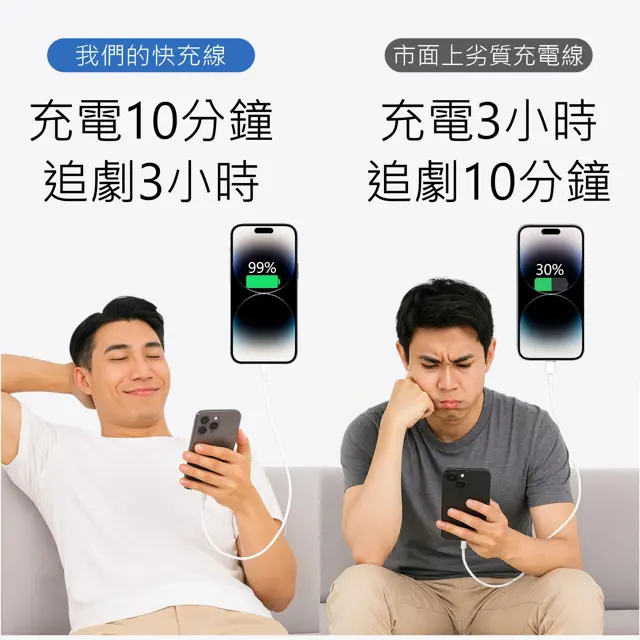 我們的快充線
充電10分鐘
追劇3小時
99%
市面上劣質充電線
充電3小時
追劇10分鐘
30%